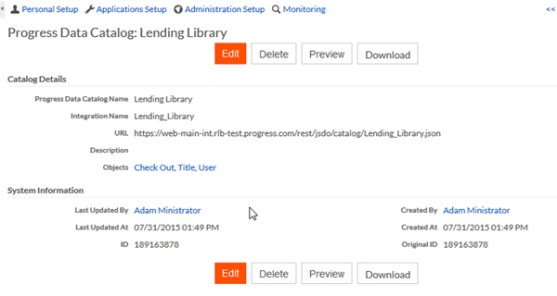 Personal Setup Applications Setup Administration Setup Monitoring <<
Progress Data Catalog: Lending Library
Edit Delete Preview Download
Catalog Details
Progress Data Catalog Name Lending Library
Integration Name Lending_Library
URL https://web-main-int.rlb-test.progress.com/rest/jsdo/catalog/Lending_Library.json
Description
Objects Check Out, Title, User
System Information
Last Updated By Adam Ministrator Created By Adam Ministrator
Last Updated At 07/31/2015 01:49 PM Created At 07/31/2015 01:49 PM
ID 189163878 Original ID 189163878
Edit Delete Preview Download